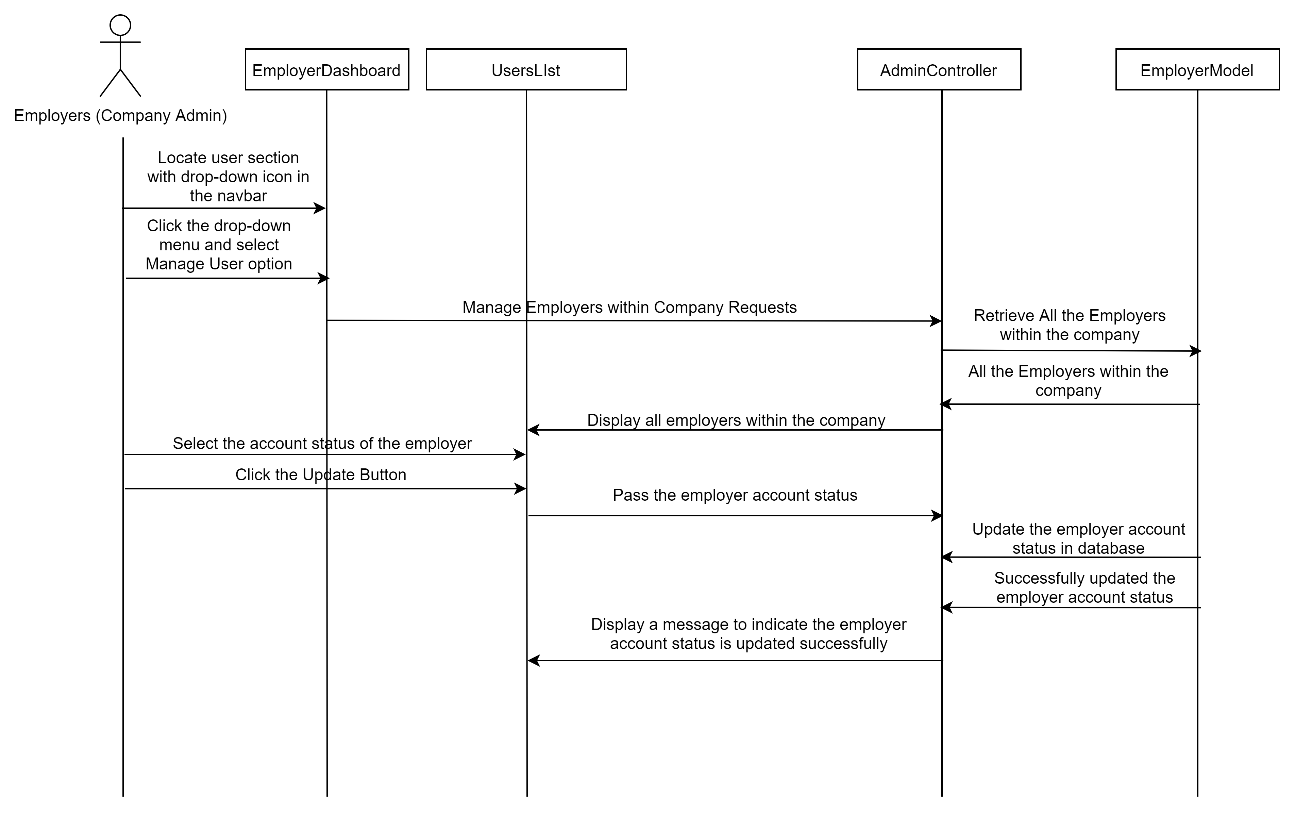 EmployerDashboard
UsersLIst
AdminController
EmployerModel
Employers (Company Admin)
Locate user section
with drop-down icon in
the navbar
Click the drop-down
menu and select
Manage User option
Manage Employers within Company Requests
Retrieve All the Employers
within the company
All the Employers within the
company
Display all employers within the company
Select the account status of the employer
Click the Update Button
Pass the employer account status
Update the employer account
status in database
Successfully updated the
employer account status
Display a message to indicate the employer
account status is updated successfully